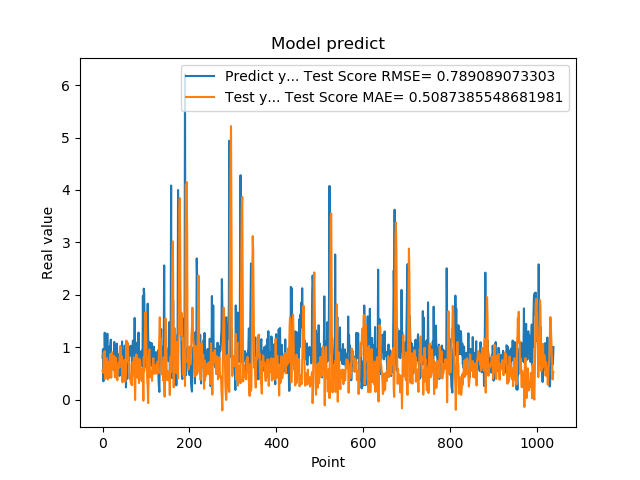 Model predict
Predict y... Test Score RMSE= 0.789089073303
Test y... Test Score MAE= 0.5087385548681981
Real value
6
5
4
3
2
1
0
0 200 400 600 800 1000
Point